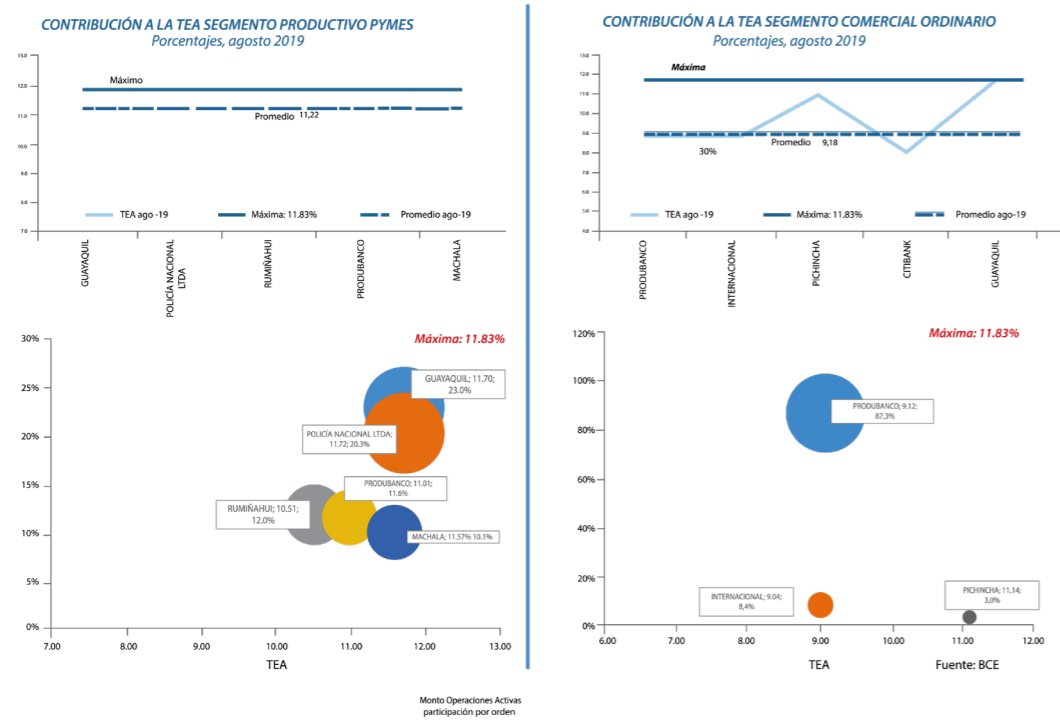 CONTRIBUCIÓN A LA TEA SEGMENTO PRODUCTIVO PYMES
Porcentajes, agosto 2019
13.0
12.0
11.0
10.0
9.0
8.0
7.0
Máximo
Promedio 11,22
TEA ago -19
Máxima: 11.83%
Promedio ago-19
GUAYAQUIL
POLICÍA NACIONAL
LTDA
RUMIÑAHUI
PRODUBANCO
MACHALA
Máxima: 11.83%
30%
25%
20%
15%
10%
5%
0%
GUAYAQUIL; 11.70;
23.0%
POLICÍA NACIONAL LTDA;
11.72; 20.3%
PRODUBANCO; 11.01;
11.6%
RUMIÑAHUI; 10.51;
12.0%
MACHALA; 11.57% 10.1%
7.00 8.00 9.00 10.00 11.00 12.00 13.00
TEA
CONTRIBUCIÓN A LA TEA SEGMENTO COMERCIAL ORDINARIO
Porcentajes, agosto 2019
13.0
12.0
11.0
10.0
9.0
8.0
7.0
6.0
5.0
4.0
Máxima
30%
Promedio 9,18
TEA ago -19
Máxima: 11.83%
Promedio ago-19
PRODUBANCO
INTERNACIONAL
PICHINCHA
CITIBANK
GUAYAQUIL
Máxima: 11.83%
120%
100%
80%
60%
40%
20%
0%
PRODUBANCO; 9.12;
87,3%
INTERNACIONAL; 9.04;
8,4%
PICHINCHA; 11.14;
3,0%
6.00 7.00 8.00 9.00 10.00 11.00 12.00
TEA
Fuente: BCE
Monto Operaciones Activas
participación por orden